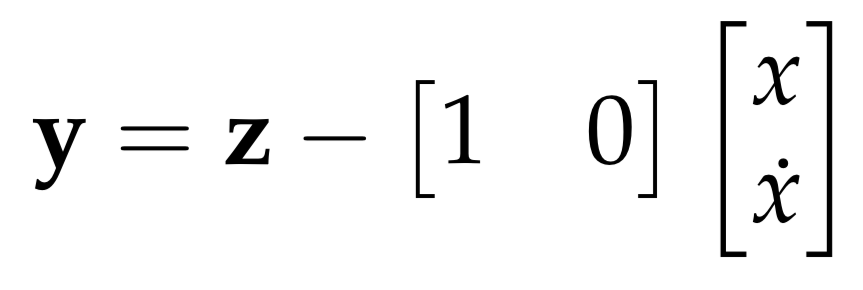 𝐲 = 𝐳 − [1 0] [x ẋ]